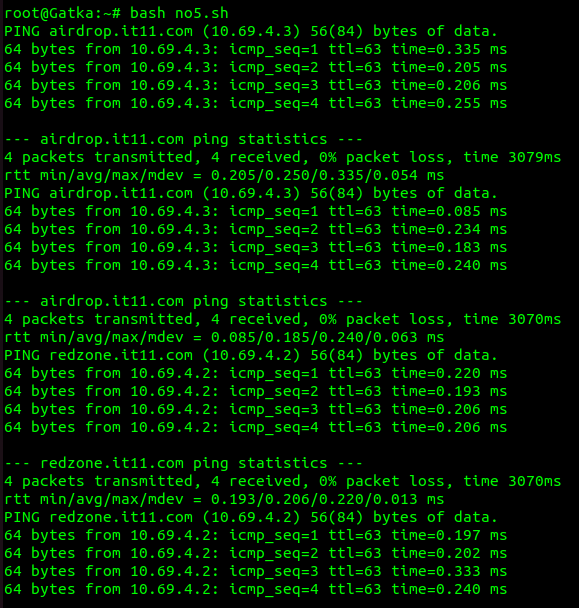 root@Gatka:~# bash no5.sh
PING airdrop.it11.com (10.69.4.3) 56(84) bytes of data.
64 bytes from 10.69.4.3: icmp_seq=1 ttl=63 time=0.335 ms
64 bytes from 10.69.4.3: icmp_seq=2 ttl=63 time=0.205 ms
64 bytes from 10.69.4.3: icmp_seq=3 ttl=63 time=0.206 ms
64 bytes from 10.69.4.3: icmp_seq=4 ttl=63 time=0.255 ms

--- airdrop.it11.com ping statistics ---
4 packets transmitted, 4 received, 0% packet loss, time 3079ms
rtt min/avg/max/mdev = 0.205/0.250/0.335/0.054 ms
PING airdrop.it11.com (10.69.4.3) 56(84) bytes of data.
64 bytes from 10.69.4.3: icmp_seq=1 ttl=63 time=0.085 ms
64 bytes from 10.69.4.3: icmp_seq=2 ttl=63 time=0.234 ms
64 bytes from 10.69.4.3: icmp_seq=3 ttl=63 time=0.183 ms
64 bytes from 10.69.4.3: icmp_seq=4 ttl=63 time=0.240 ms

--- airdrop.it11.com ping statistics ---
4 packets transmitted, 4 received, 0% packet loss, time 3070ms
rtt min/avg/max/mdev = 0.085/0.185/0.240/0.063 ms
PING redzone.it11.com (10.69.4.2) 56(84) bytes of data.
64 bytes from 10.69.4.2: icmp_seq=1 ttl=63 time=0.220 ms
64 bytes from 10.69.4.2: icmp_seq=2 ttl=63 time=0.193 ms
64 bytes from 10.69.4.2: icmp_seq=3 ttl=63 time=0.206 ms
64 bytes from 10.69.4.2: icmp_seq=4 ttl=63 time=0.206 ms

--- redzone.it11.com ping statistics ---
4 packets transmitted, 4 received, 0% packet loss, time 3070ms
rtt min/avg/max/mdev = 0.193/0.206/0.220/0.013 ms
PING redzone.it11.com (10.69.4.2) 56(84) bytes of data.
64 bytes from 10.69.4.2: icmp_seq=1 ttl=63 time=0.197 ms
64 bytes from 10.69.4.2: icmp_seq=2 ttl=63 time=0.202 ms
64 bytes from 10.69.4.2: icmp_seq=3 ttl=63 time=0.333 ms
64 bytes from 10.69.4.2: icmp_seq=4 ttl=63 time=0.240 ms